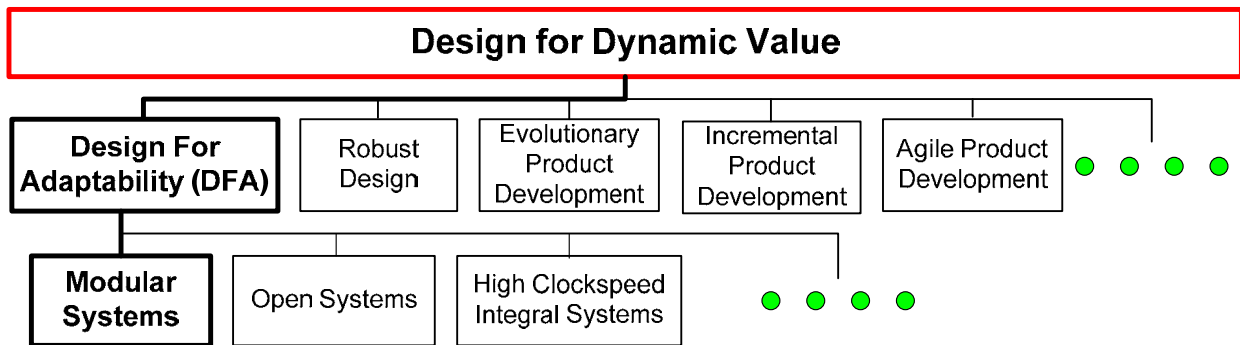 Design for Dynamic Value
Design For
Adaptability (DFA)
Robust
Design
Evolutionary
Product
Development
Incremental
Product
Development
Agile Product
Development
Modular
Systems
Open Systems
High Clockspeed
Integral Systems